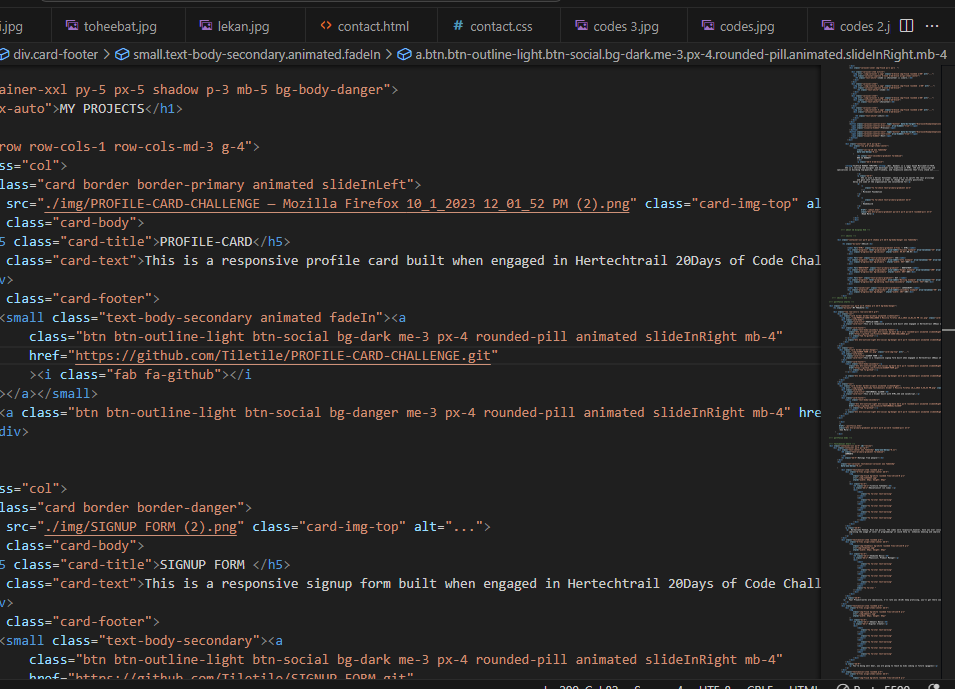 i.jpg toheebat.jpg lekan.jpg <> contact.html # contact.css codes 3.jpg codes.jpg codes 2.j ...
div.card-footer > small.text-body-secondary.animated.fadeIn > a.btn.btn-outline-light.btn-social.bg-dark.me-3.px-4.rounded-pill.animated.slideInRight.mb-4
ainer-xxl py-5 px-5 shadow p-3 mb-5 bg-body-danger">
x-auto">MY PROJECTS</h1>
row row-cols-1 row-cols-md-3 g-4">
ss="col">
lass="card border border-primary animated slideInLeft">
src="./img/PROFILE-CARD-CHALLENGE — Mozilla Firefox 10_1_2023 12_01_52 PM (2).png" class="card-img-top" al
class="card-body">
5 class="card-title">PROFILE-CARD</h5>
class="card-text">This is a responsive profile card built when engaged in Hertechtrail 20Days of Code Chal
v>
class="card-footer">
<small class="text-body-secondary animated fadeIn"><a
class="btn btn-outline-light btn-social bg-dark me-3 px-4 rounded-pill animated slideInRight mb-4"
href="https://github.com/Tiletile/PROFILE-CARD-CHALLENGE.git"
><i class="fab fa-github"></i
></a></small>
<a class="btn btn-outline-light btn-social bg-danger me-3 px-4 rounded-pill animated slideInRight mb-4" hre
div>
ss="col">
lass="card border border-danger">
src="./img/SIGNUP FORM (2).png" class="card-img-top" alt="...">
class="card-body">
5 class="card-title">SIGNUP FORM </h5>
class="card-text">This is a responsive signup form built when engaged in Hertechtrail 20Days of Code Chall
v>
class="card-footer">
<small class="text-body-secondary"><a
class="btn btn-outline-light btn-social bg-dark me-3 px-4 rounded-pill animated slideInRight mb-4"
href="https://github.com/Tiletile/SIGNUP-FORM.git"